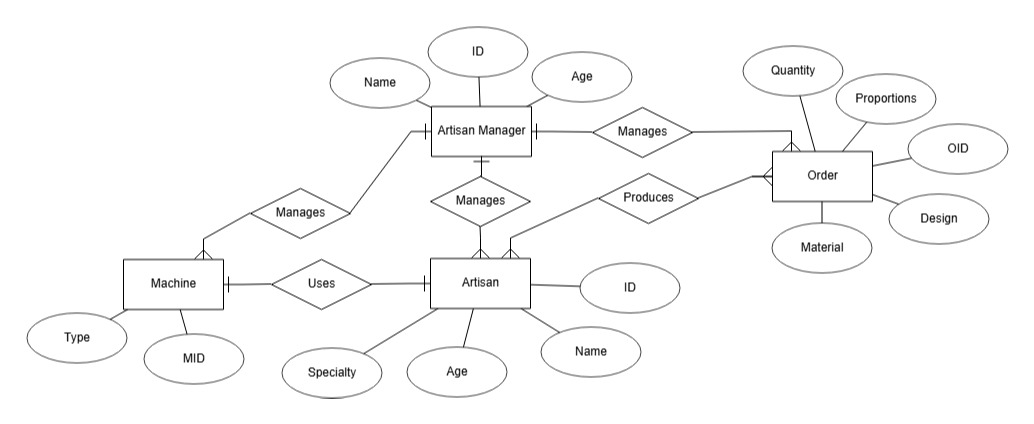 ID
Name
Age
Quantity
Proportions
Artisan Manager
Manages
OID
Order
Manages
Manages
Produces
Design
Material
Machine
Uses
Artisan
ID
Type
MID
Specialty
Age
Name